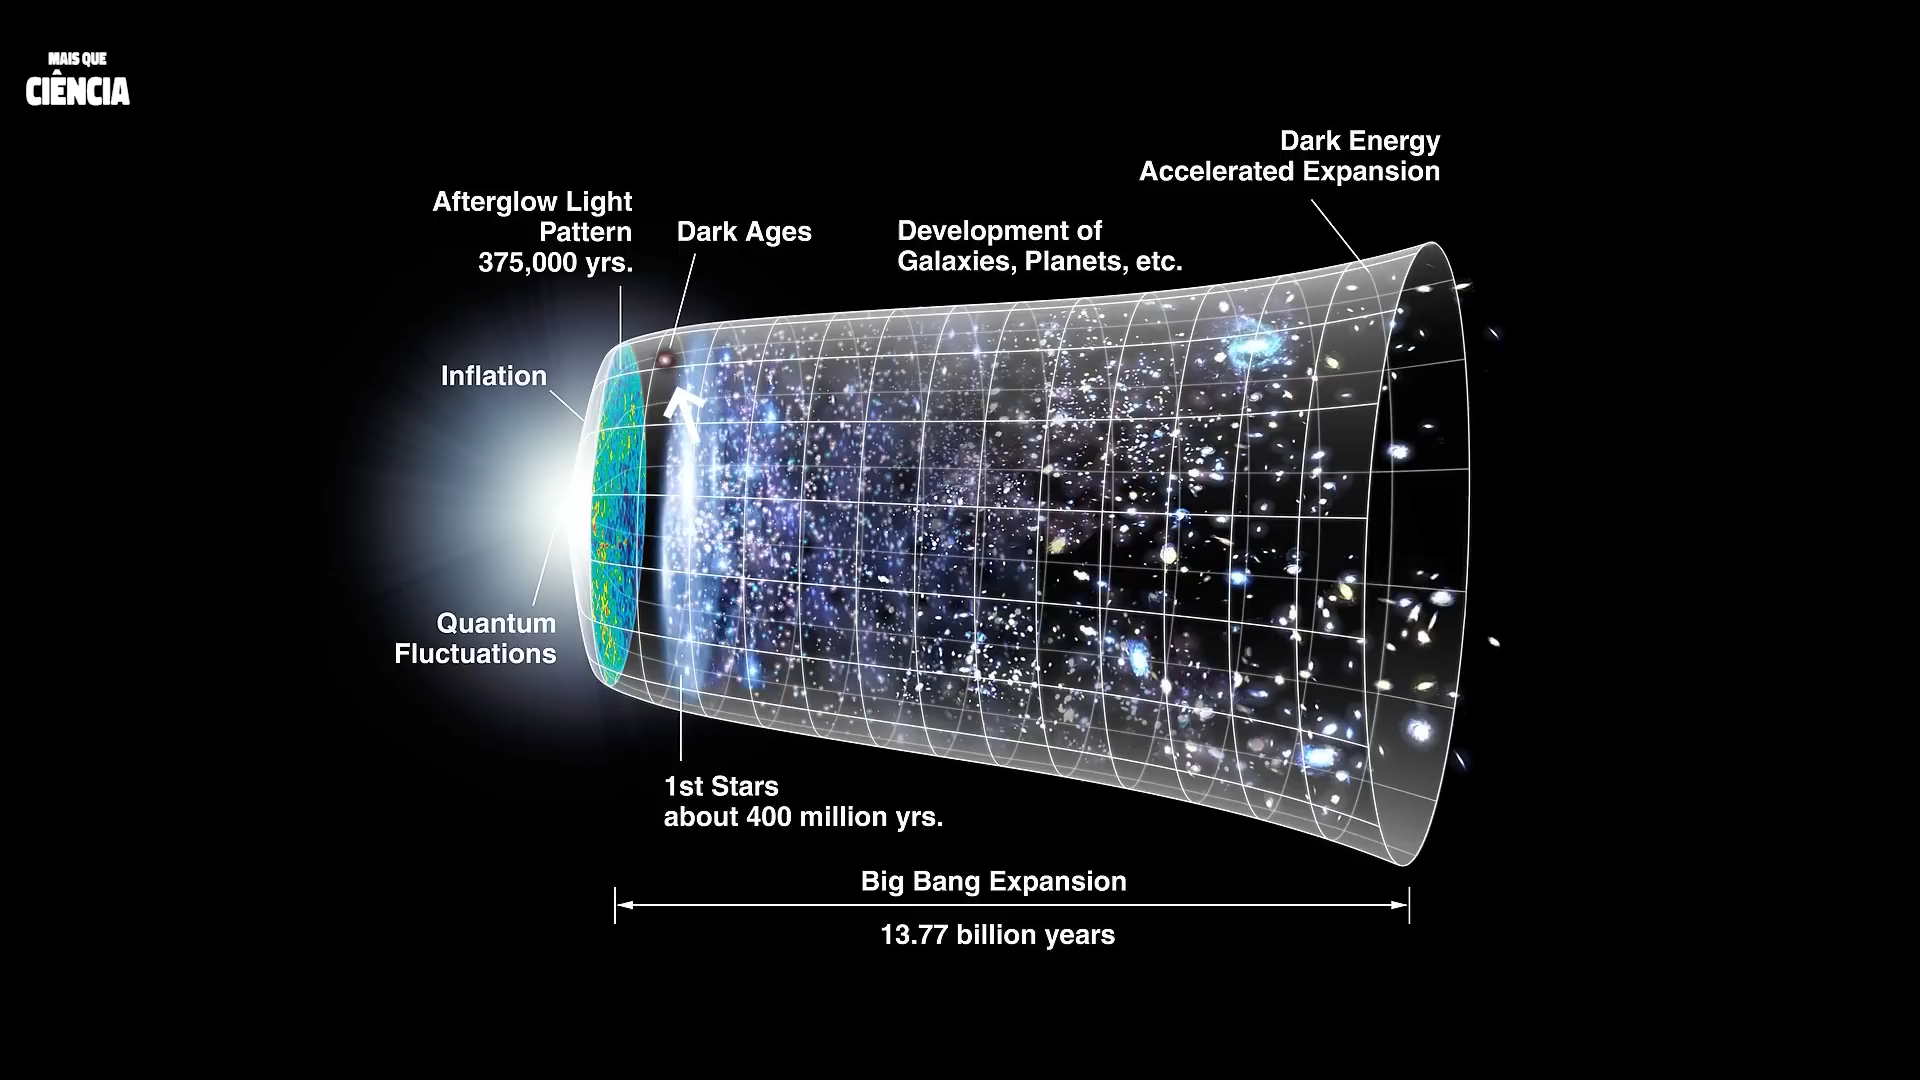 MAIS QUE
CIÊNCIA
Dark Energy
Accelerated Expansion
Afterglow Light
Pattern
375,000 yrs.
Dark Ages
Development of
Galaxies, Planets, etc.
Inflation
Quantum
Fluctuations
1st Stars
about 400 million yrs.
Big Bang Expansion
13.77 billion years